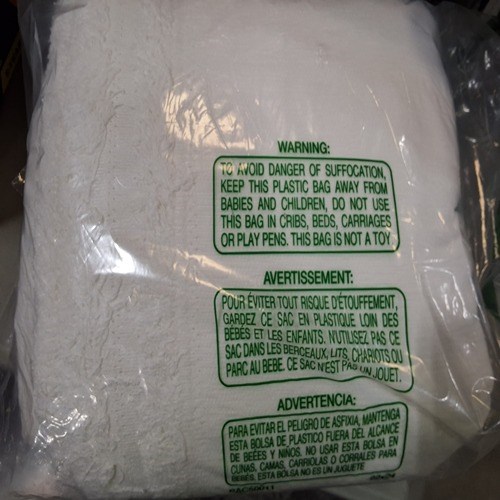 WARNING:
TO AVOID DANGER OF SUFFOCATION,
KEEP THIS PLASTIC BAG AWAY FROM
BABIES AND CHILDREN, DO NOT USE
THIS BAG IN CRIBS, BEDS, CARRIAGES
OR PLAY PENS. THIS BAG IS NOT A TOY.
AVERTISSEMENT:
POUR ÉVITER TOUT RISQUE D'ÉTOUFFEMENT,
GARDEZ CE SAC EN PLASTIQUE LOIN DES
BÉBÉS ET LES ENFANTS. N'UTILISEZ PAS CE
SAC DANS LES BERCEAUX, LITS, CHARIOTS OU
PARC AU BEBE. CE SAC N'EST PAS UN JOUET.
ADVERTENCIA:
PARA EVITAR EL PELIGRO DE ASFIXIA, MANTENGA
ESTA BOLSA DE PLASTICO FUERA DEL ALCANCE
DE BEÉES Y NIÑOS. NO USAR ESTA BOLSA EN
CUNAS, CAMAS, CARRIOLAS O CORRALES PARA
BEBÉS, ESTA BOLSA NO ES UN JUGUETE